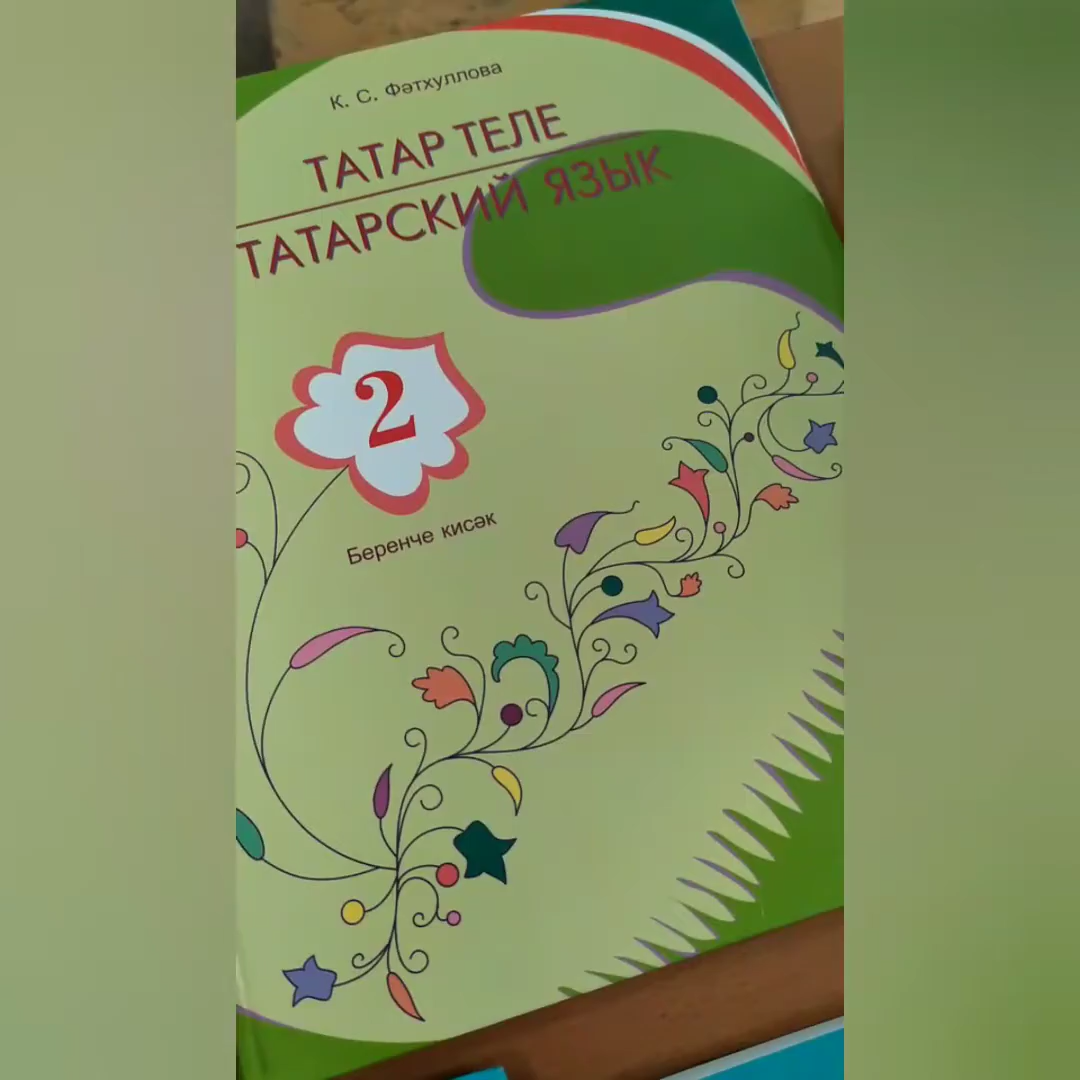 К. С. Фәтхуллова
ТАТАР ТЕЛЕ
ТАТАРСКИЙ ЯЗЫК
2
Беренче кисәк